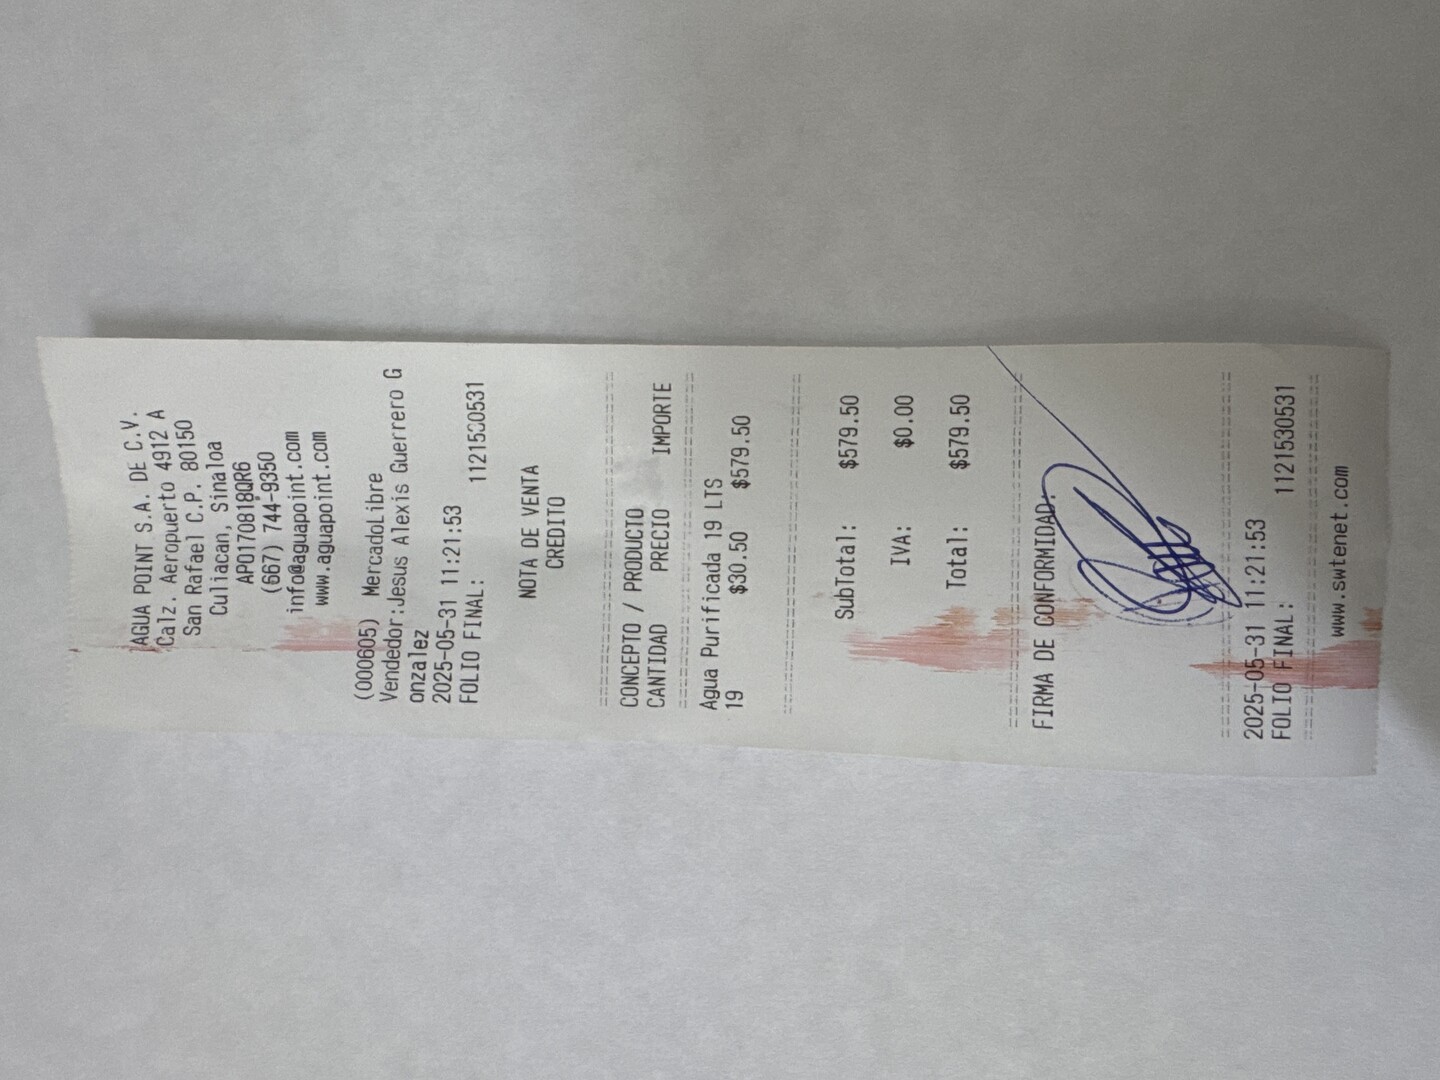 AGUA POINT S.A. DE C.V.
Calz. Aeropuerto 4912 A
San Rafael C.P. 80150
Culiacan, Sinaloa
APO170818QR6
(667) 744-9350
info@aguapoint.com
www.aguapoint.com
(000605) MercadoLibre
Vendedor:Jesus Alexis Guerrero G
onzalez
2025-05-31 11:21:53
FOLIO FINAL: 1121530531
NOTA DE VENTA
CREDITO
CONCEPTO / PRODUCTO
CANTIDAD PRECIO IMPORTE
Agua Purificada 19 LTS
19 $30.50 $579.50
SubTotal: $579.50
IVA: $0.00
Total: $579.50
FIRMA DE CONFORMIDAD:
2025-05-31 11:21:53
FOLIO FINAL: 1121530531
www.swtenet.com